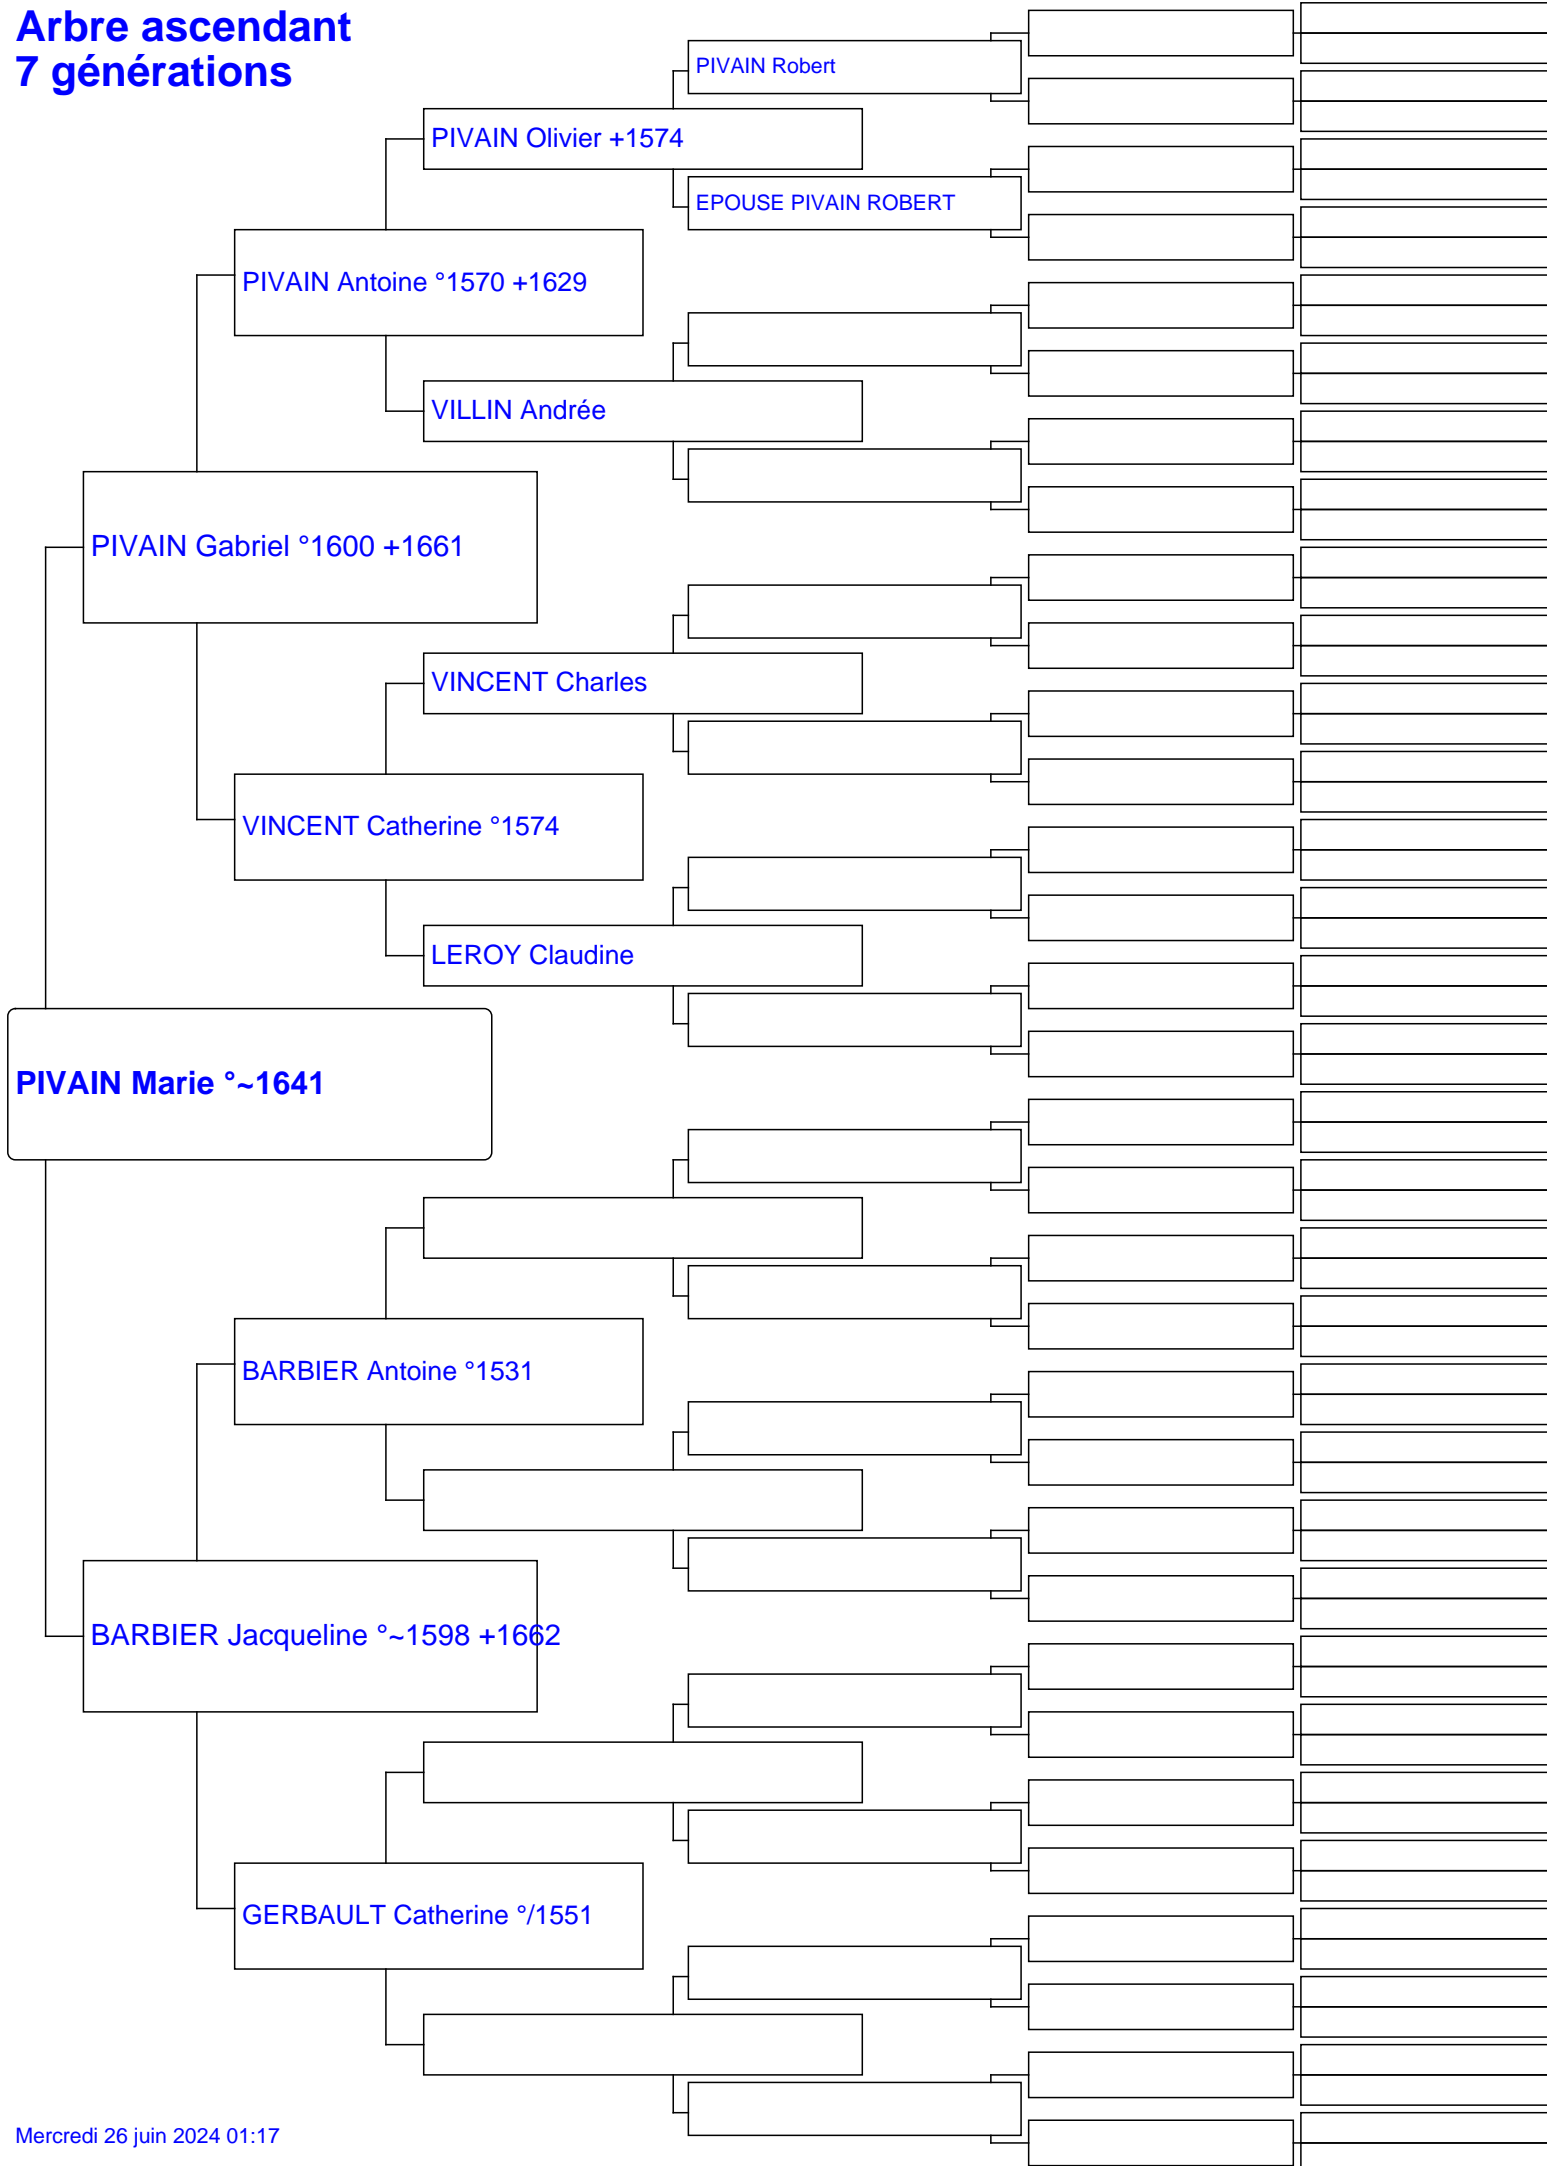 Arbre ascendant
7 générations
PIVAIN Robert
PIVAIN Olivier +1574
EPOUSE PIVAIN ROBERT
PIVAIN Antoine °1570 +1629
VILLIN Andrée
PIVAIN Gabriel °1600 +1661
VINCENT Charles
VINCENT Catherine °1574
LEROY Claudine
PIVAIN Marie °~1641
BARBIER Antoine °1531
BARBIER Jacqueline °~1598 +1662
GERBAULT Catherine °/1551
Mercredi 26 juin 2024 01:17